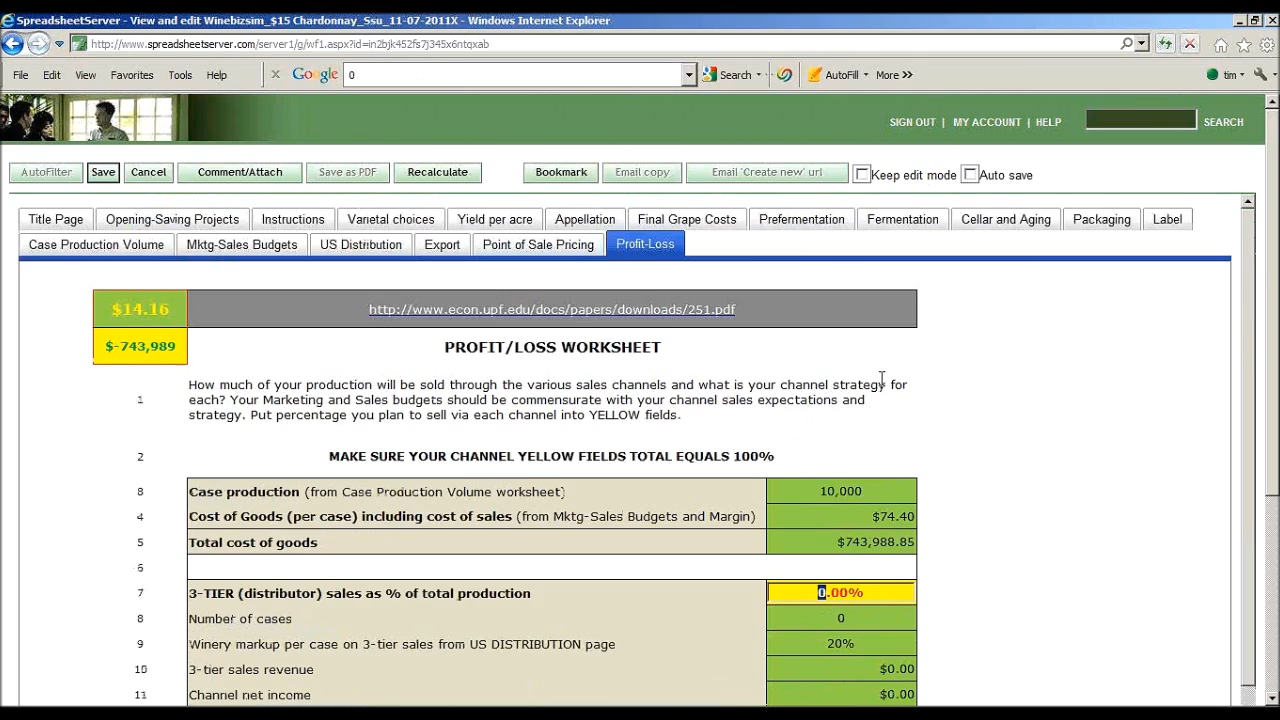 SpreadsheetServer - View and edit Winebizsim_$15 Chardonnay_Ssu_11-07-2011X - Windows Internet Explorer
http://www.spreadsheetserver.com/server1/g/wf1.aspx?id=in2bjk452fs7j345x6ntqxab
File Edit View Favorites Tools Help × Google 0 Search AutoFill More » tim
SIGN OUT | MY ACCOUNT | HELP SEARCH
AutoFilter Save Cancel Comment/Attach Save as PDF Recalculate Bookmark Email copy Email 'Create new' url Keep edit mode Auto save
Title Page Opening-Saving Projects Instructions Varietal choices Yield per acre Appellation Final Grape Costs Prefermentation Fermentation Cellar and Aging Packaging Label
Case Production Volume Mktg-Sales Budgets US Distribution Export Point of Sale Pricing Profit-Loss
$14.16 http://www.econ.upf.edu/docs/papers/downloads/251.pdf
$-743,989 PROFIT/LOSS WORKSHEET
How much of your production will be sold through the various sales channels and what is your channel strategy for
1 each? Your Marketing and Sales budgets should be commensurate with your channel sales expectations and
strategy. Put percentage you plan to sell via each channel into YELLOW fields.
2 MAKE SURE YOUR CHANNEL YELLOW FIELDS TOTAL EQUALS 100%
8 Case production (from Case Production Volume worksheet) 10,000
4 Cost of Goods (per case) including cost of sales (from Mktg-Sales Budgets and Margin) $74.40
5 Total cost of goods $743,988.85
6
7 3-TIER (distributor) sales as % of total production 0.00%
8 Number of cases 0
9 Winery markup per case on 3-tier sales from US DISTRIBUTION page 20%
10 3-tier sales revenue $0.00
11 Channel net income $0.00